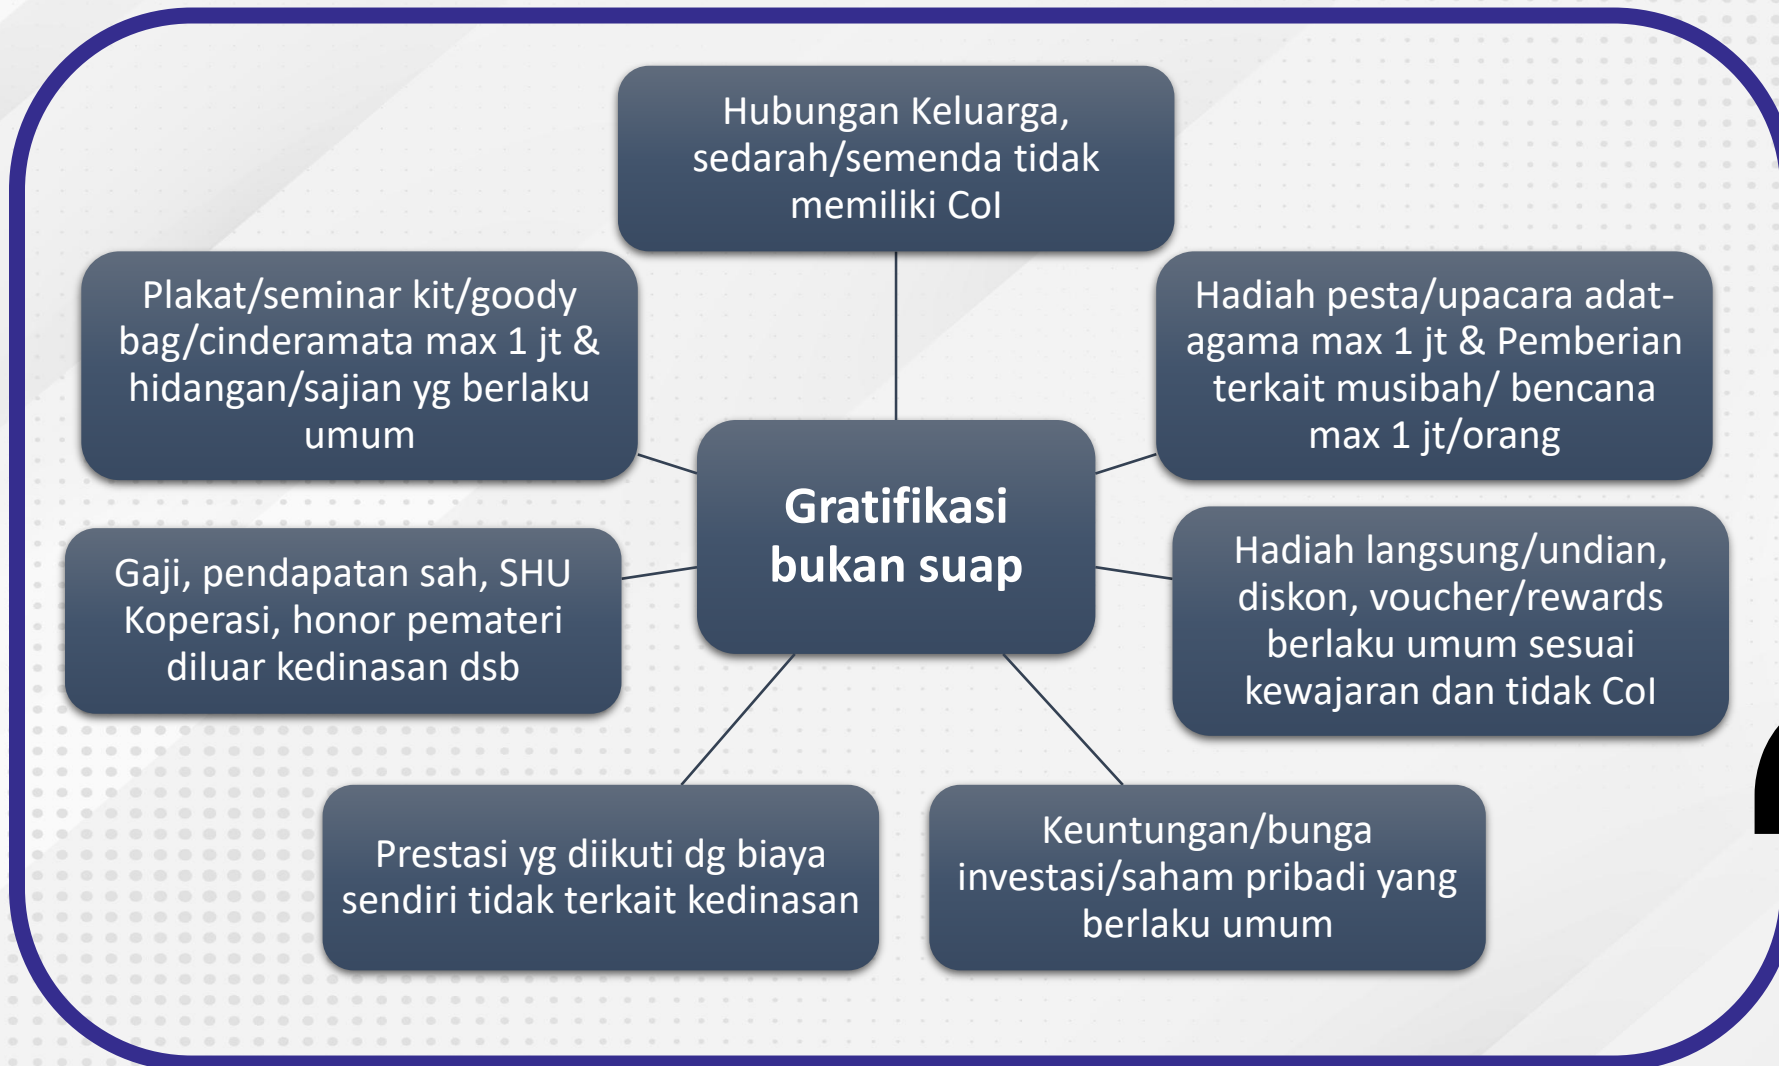 Hubungan Keluarga,
sedarah/semenda tidak
memiliki CoI
Plakat/seminar kit/goody
bag/cinderamata max 1 jt &
hidangan/sajian yg berlaku
umum
Hadiah pesta/upacara adat-
agama max 1 jt & Pemberian
terkait musibah/ bencana
max 1 jt/orang
Gratifikasi
bukan suap
Gaji, pendapatan sah, SHU
Koperasi, honor pemateri
diluar kedinasan dsb
Hadiah langsung/undian,
diskon, voucher/rewards
berlaku umum sesuai
kewajaran dan tidak CoI
Prestasi yg diikuti dg biaya
sendiri tidak terkait kedinasan
Keuntungan/bunga
investasi/saham pribadi yang
berlaku umum